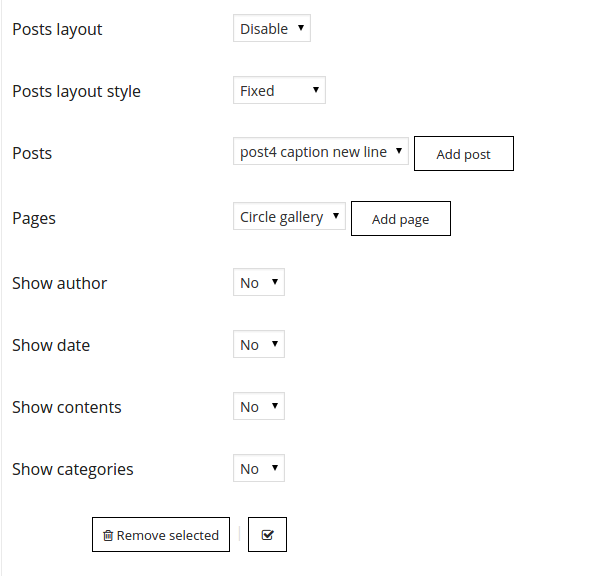 Posts layout Disable
Posts layout style Fixed
Posts post4 caption new line Add post
Pages Circle gallery Add page
Show author No
Show date No
Show contents No
Show categories No
Remove selected